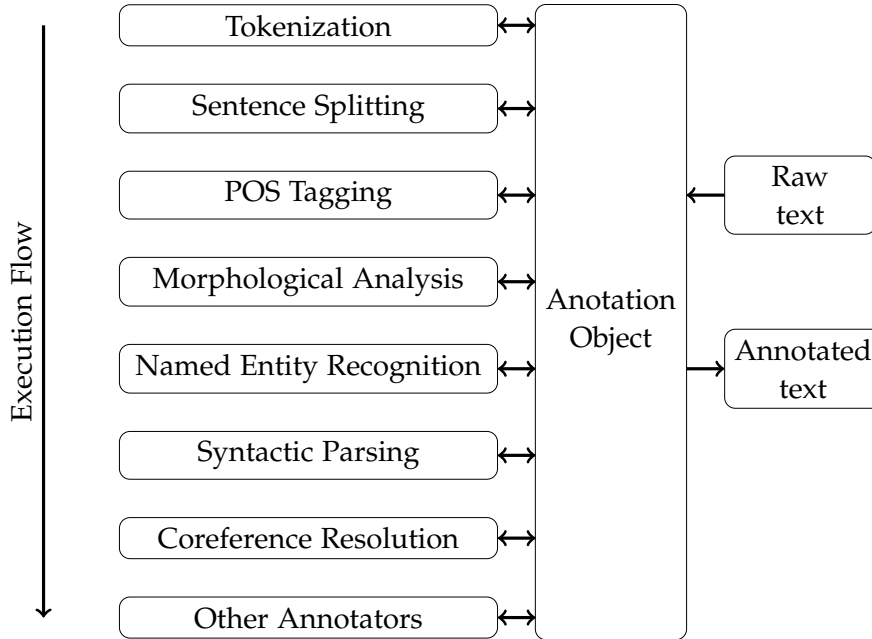 Execution Flow
Tokenization
Sentence Splitting
POS Tagging
Morphological Analysis
Named Entity Recognition
Syntactic Parsing
Coreference Resolution
Other Annotators
Anotation
Object
Raw
text
Annotated
text